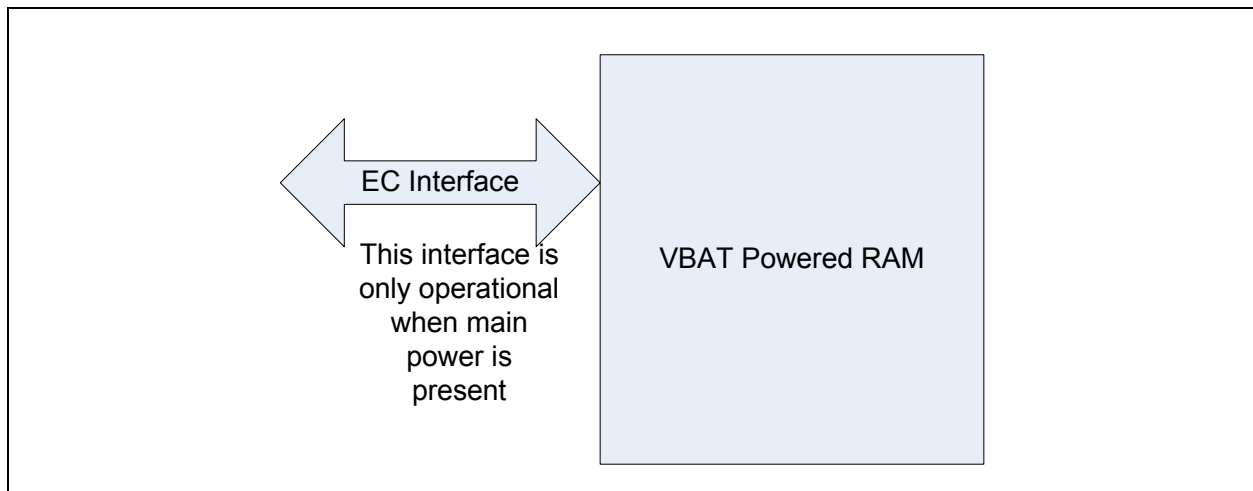 EC Interface
This interface is
only operational
when main
power is
present
VBAT Powered RAM